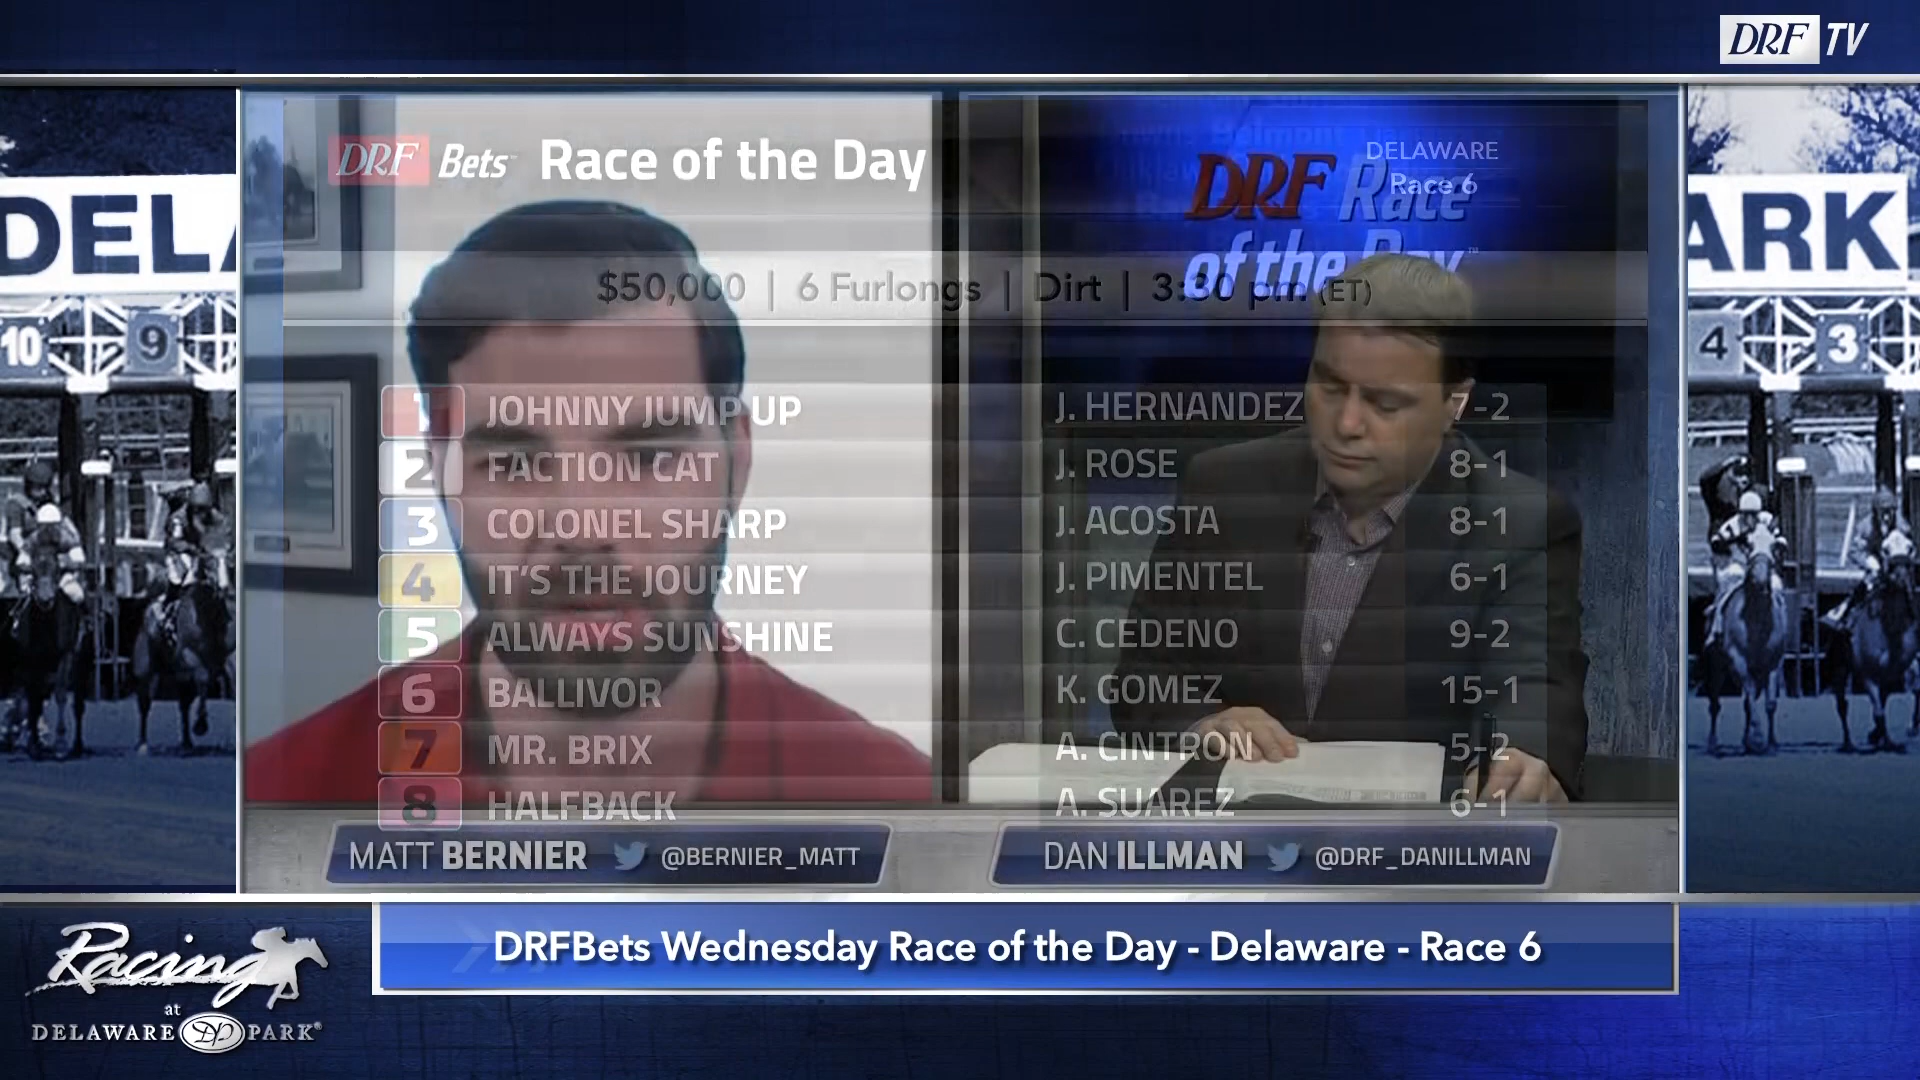 DRF TV
DELA
ARK
10 9
4 3
DRF Bets Race of the Day
DELAWARE
Race 6
DRF Race
of the Day™
$50,000 | 6 Furlongs | Dirt | 3:30 pm (ET)
1 JOHNNY JUMP UP J. HERNANDEZ 7-2
2 FACTION CAT J. ROSE 8-1
3 COLONEL SHARP J. ACOSTA 8-1
4 IT'S THE JOURNEY J. PIMENTEL 6-1
5 ALWAYS SUNSHINE C. CEDENO 9-2
6 BALLIVOR K. GOMEZ 15-1
7 MR. BRIX A. CINTRON 5-2
8 HALFBACK A. SUAREZ 6-1
MATT BERNIER @BERNIER_MATT
DAN ILLMAN @DRF_DANILLMAN
DRFBets Wednesday Race of the Day - Delaware - Race 6
Racing
at
DELAWARE DP PARK®